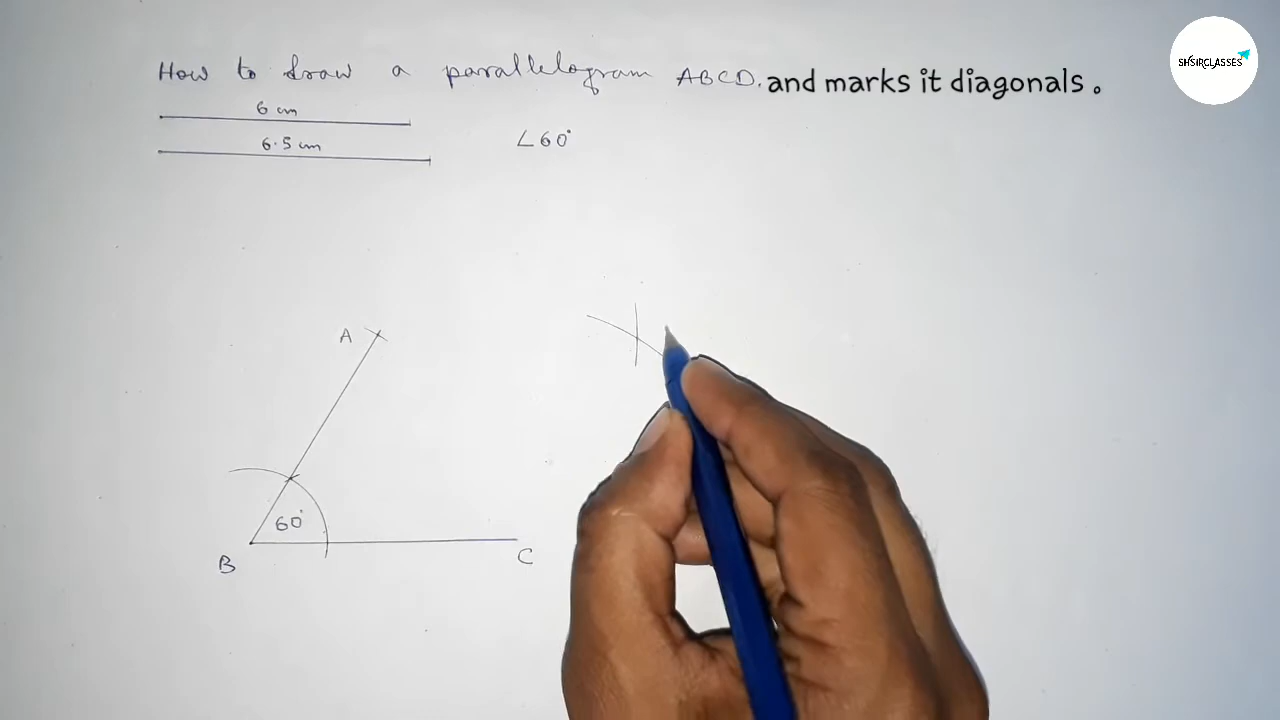 How to draw a parallelogram ABCD. and marks it diagonals .
6 cm
6.5 cm
∠60°
A
60°
B
C
SHSIRCLASSES